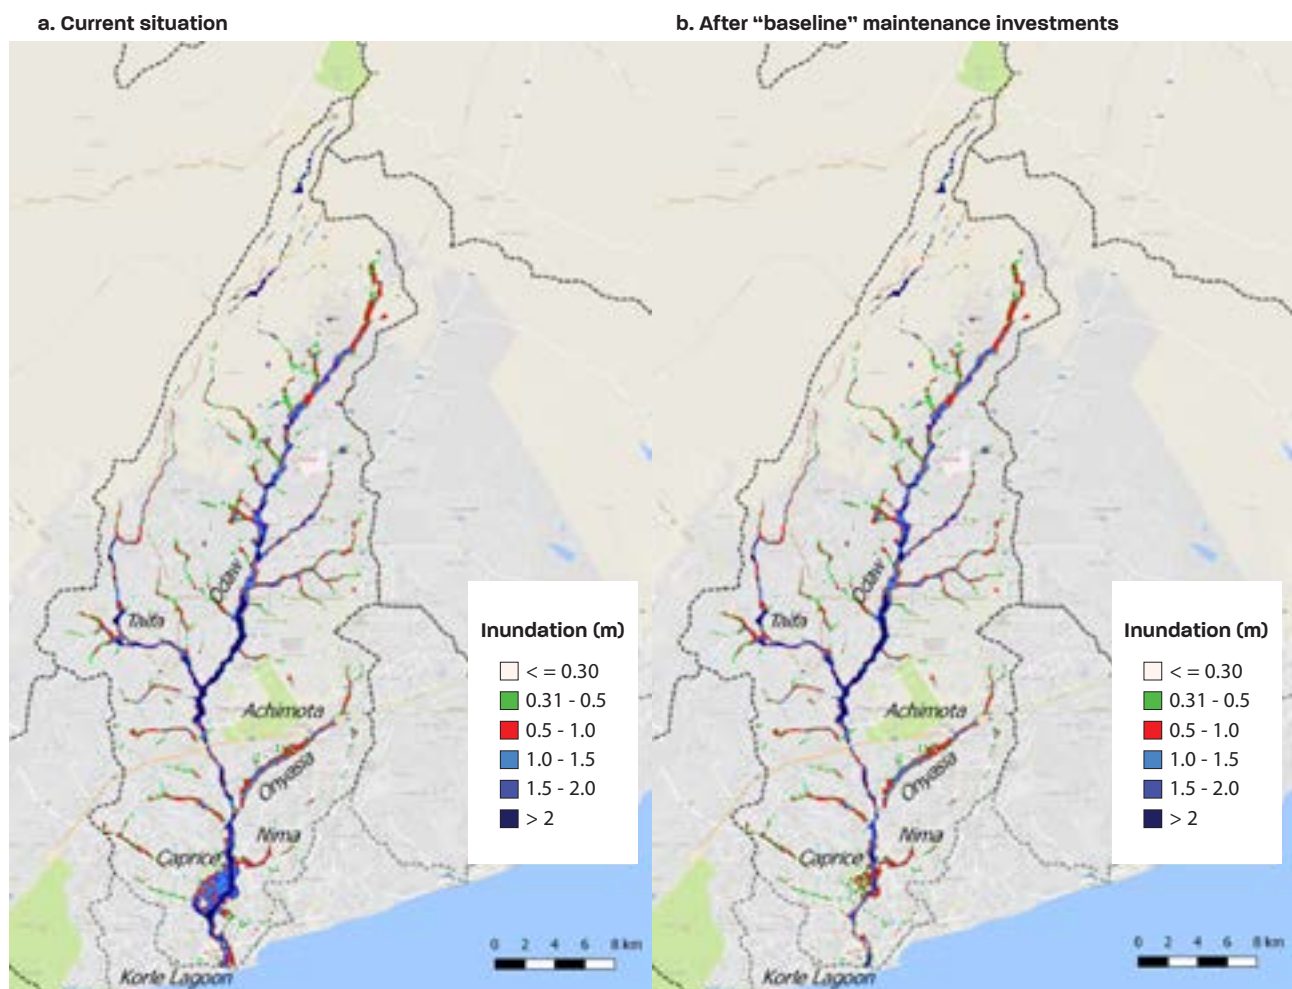 a. Current situation
b. After “baseline” maintenance investments
Odaw
Taifa
Achimota
Onyasia
Nima
Caprice
Korle Lagoon
Inundation (m)
< = 0.30
0.31 - 0.5
0.5 - 1.0
1.0 - 1.5
1.5 - 2.0
> 2
0 2 4 6 8 km
Odaw
Taifa
Achimota
Onyasia
Nima
Caprice
Korle Lagoon
Inundation (m)
< = 0.30
0.31 - 0.5
0.5 - 1.0
1.0 - 1.5
1.5 - 2.0
> 2
0 2 4 6 8 km